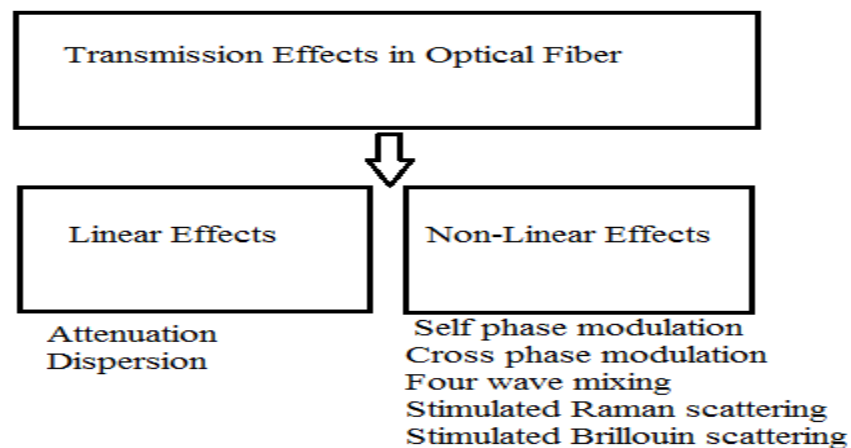 Transmission Effects in Optical Fiber
Linear Effects
Non-Linear Effects
Attenuation
Dispersion
Self phase modulation
Cross phase modulation
Four wave mixing
Stimulated Raman scattering
Stimulated Brillouin scattering